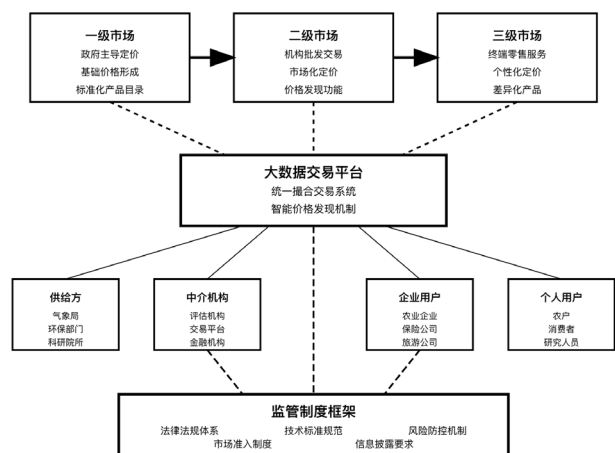 一级市场
政府主导定价
基础价格形成
标准化产品目录
二级市场
机构批发交易
市场化定价
价格发现功能
三级市场
终端零售服务
个性化定价
差异化产品
大数据交易平台
统一撮合交易系统
智能价格发现机制
供给方
气象局
环保部门
科研院所
中介机构
评估机构
交易平台
金融机构
企业用户
农业企业
保险公司
旅游公司
个人用户
农户
消费者
研究人员
监管制度框架
法律法规体系 技术标准规范 风险防控机制
市场准入制度 信息披露要求